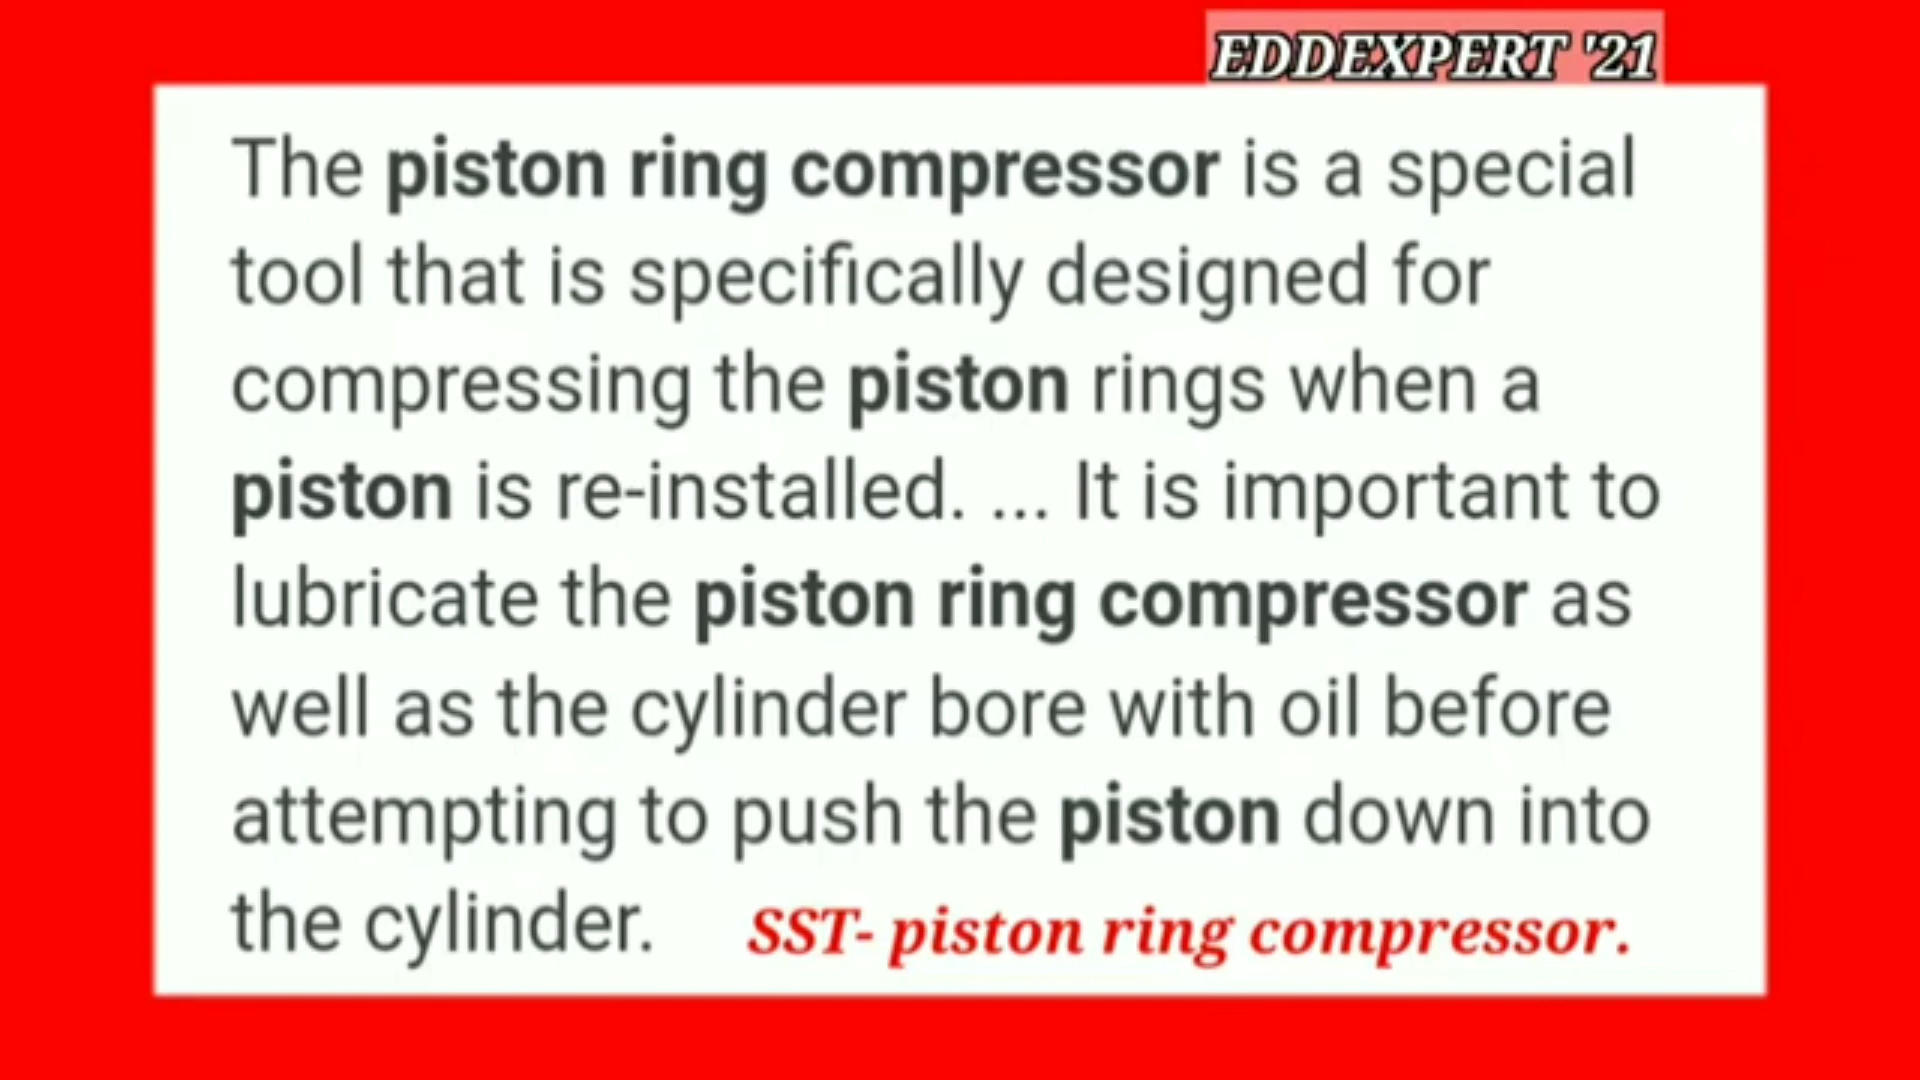 EDDEXPERT '21
The piston ring compressor is a special
tool that is specifically designed for
compressing the piston rings when a
piston is re-installed. ... It is important to
lubricate the piston ring compressor as
well as the cylinder bore with oil before
attempting to push the piston down into
the cylinder. SST- piston ring compressor.